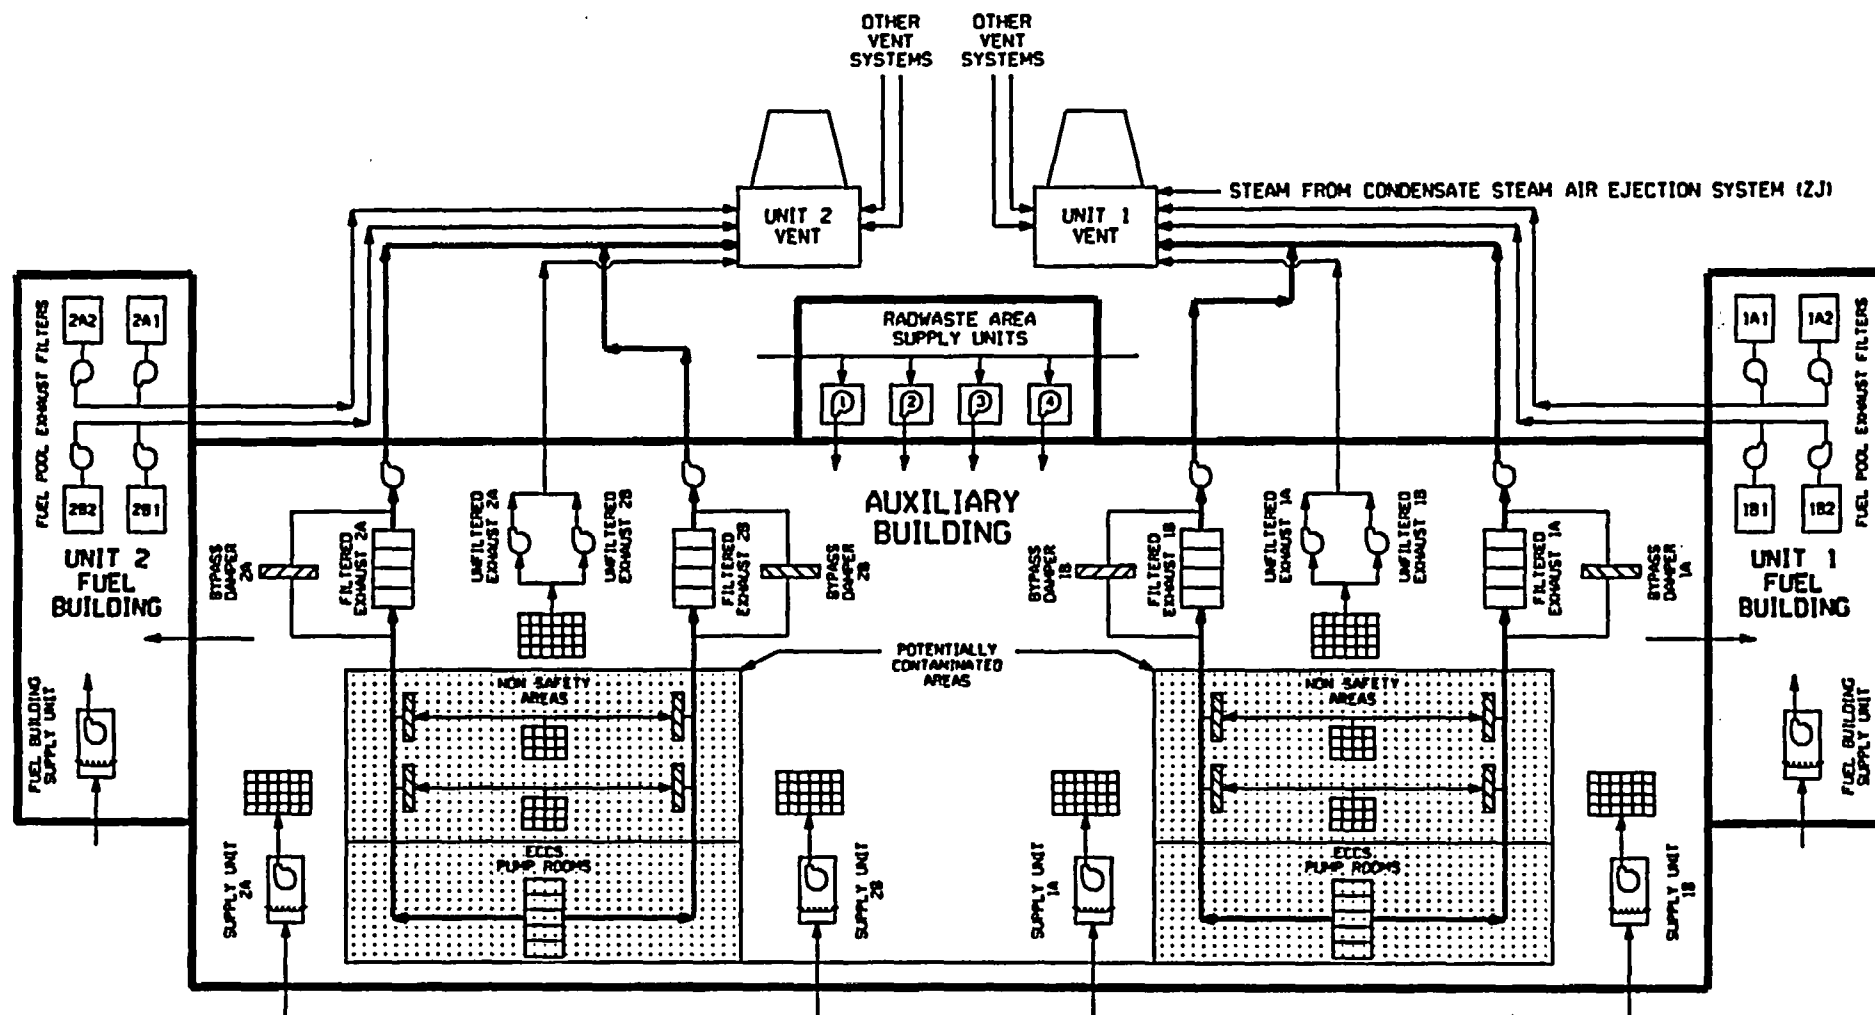 OTHER
VENT
SYSTEMS
OTHER
VENT
SYSTEMS
UNIT 2
VENT
UNIT 1
VENT
STEAM FROM CONDENSATE STEAM AIR EJECTION SYSTEM (ZJ)
RADWASTE AREA
SUPPLY UNITS
1
2
3
4
FUEL POOL EXHAUST FILTERS
2A2
2A1
2B2
2B1
UNIT 2
FUEL
BUILDING
FUEL BUILDING
SUPPLY UNIT
1A1
1A2
1B1
1B2
FUEL POOL EXHAUST FILTERS
UNIT 1
FUEL
BUILDING
FUEL BUILDING
SUPPLY UNIT
AUXILIARY
BUILDING
BYPASS
DAMPER
2A
FILTERED
EXHAUST 2A
UNFILTERED
EXHAUST 2A
UNFILTERED
EXHAUST 2B
FILTERED
EXHAUST 2B
BYPASS
DAMPER
2B
BYPASS
DAMPER
1B
FILTERED
EXHAUST 1B
UNFILTERED
EXHAUST 1A
UNFILTERED
EXHAUST 1B
FILTERED
EXHAUST 1A
BYPASS
DAMPER
1A
POTENTIALLY
CONTAMINATED
AREAS
NON SAFETY
AREAS
NON SAFETY
AREAS
ECCS
PUMP ROOMS
ECCS
PUMP ROOMS
SUPPLY UNIT
2A
SUPPLY UNIT
2B
SUPPLY UNIT
1A
SUPPLY UNIT
1B